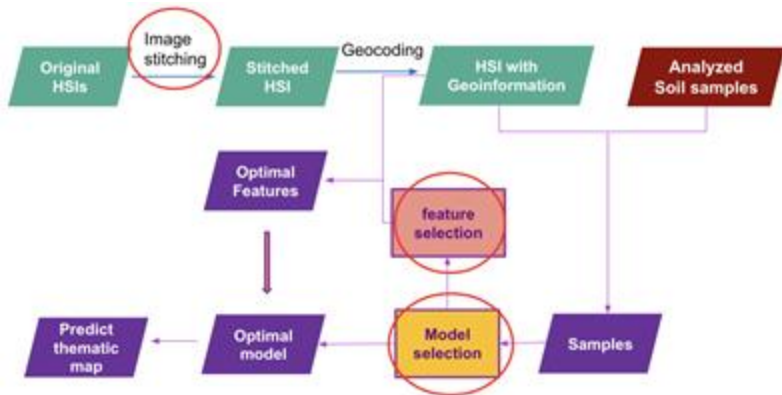 Image
stitching
Original
HSIs
Stitched
HSI
Geocoding
HSI with
Geoinformation
Analyzed
Soil samples
Optimal
Features
feature
selection
Predict
thematic
map
Optimal
model
Model
selection
Samples